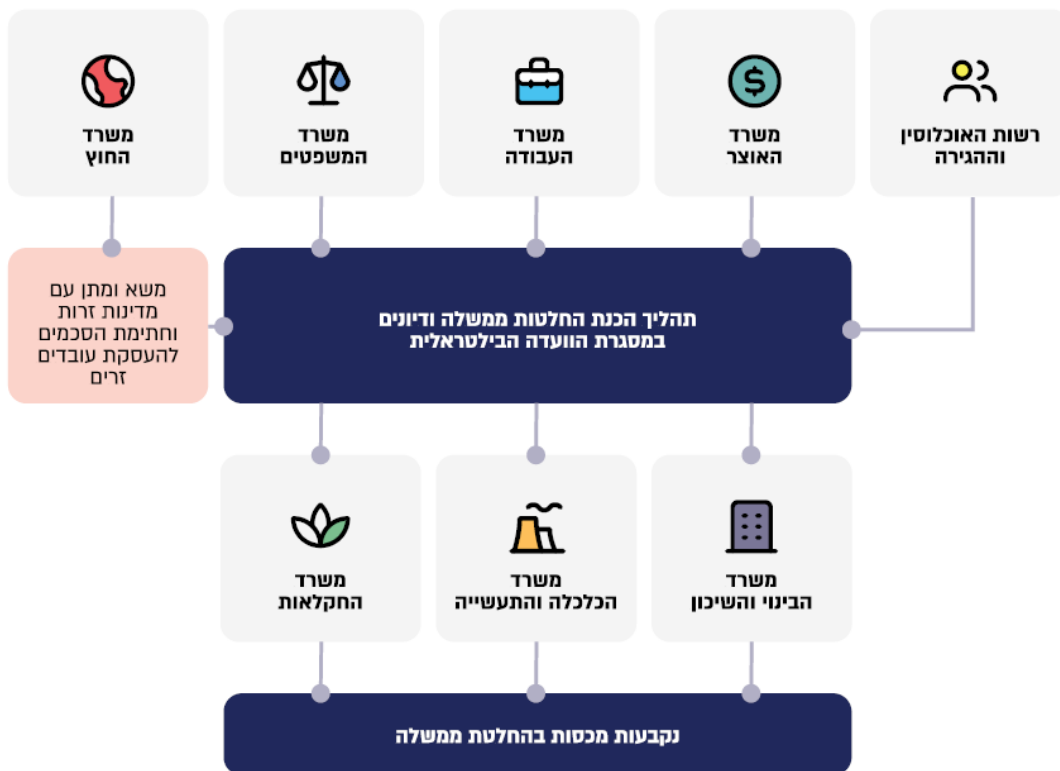 רשות האוכלוסין
וההגירה
משרד
האוצר
משרד
העבודה
משרד
המשפטים
משרד
החוץ
תהליך הכנת החלטות ממשלה ודיונים
במסגרת הוועדה הבילטראלית
משא ומתן עם
מדינות זרות
וחתימת הסכמים
להעסקת עובדים
זרים
משרד
הבינוי והשיכון
משרד
הכלכלה והתעשייה
משרד
החקלאות
נקבעות מכסות בהחלטת ממשלה